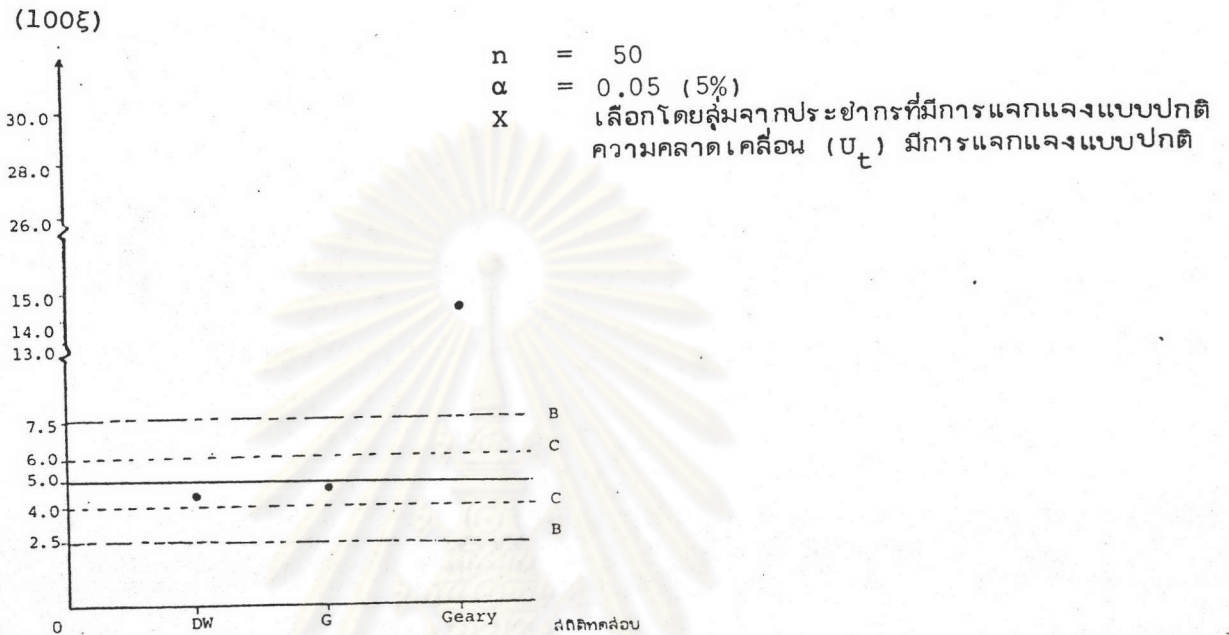 (100ξ)
n = 50
α = 0.05 (5%)
X เลือกโดยสุ่มจากประชากรที่มีการแจกแจงแบบปกติ
ความคลาดเคลื่อน (U_t) มีการแจกแจงแบบปกติ
30.0
28.0
26.0
15.0
14.0
13.0
7.5 B
6.0 C
5.0
4.0 C
2.5 B
0 DW G Geary สถิติทดสอบ